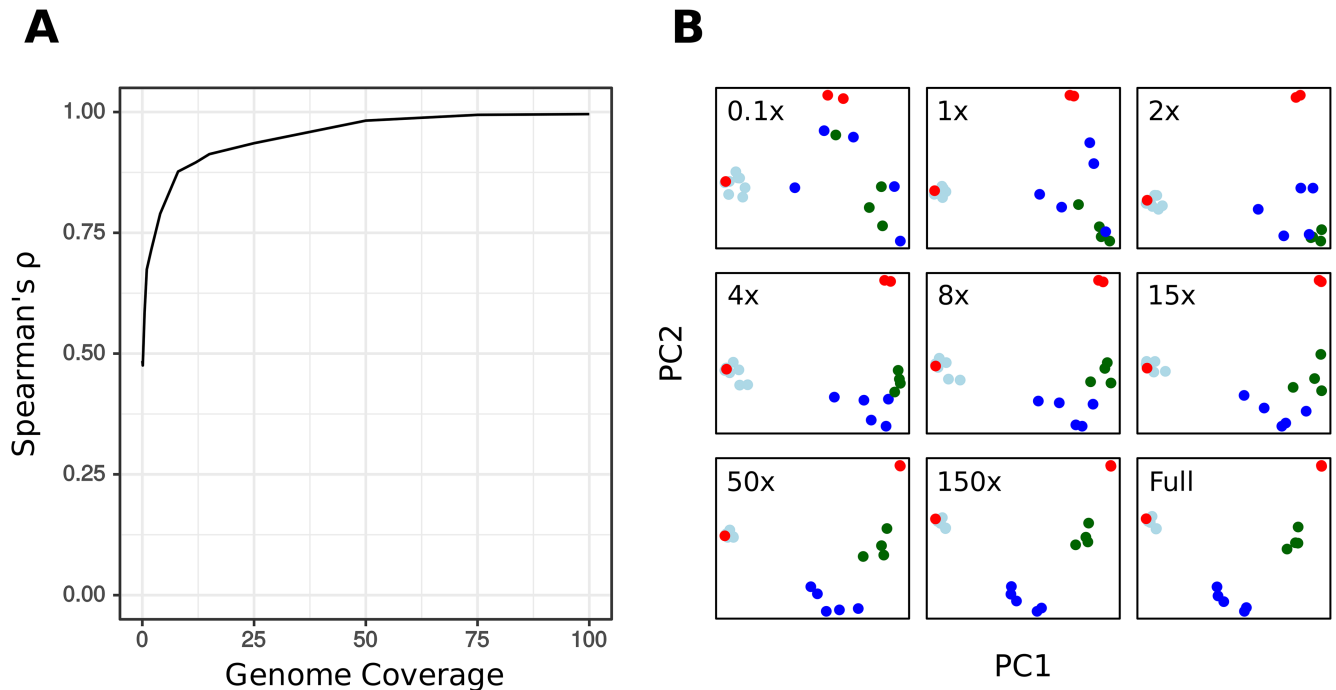 A
Spearman's ρ
1.00
0.75
0.50
0.25
0.00
0
25
50
75
100
Genome Coverage
B
PC2
0.1x
1x
2x
4x
8x
15x
50x
150x
Full
PC1